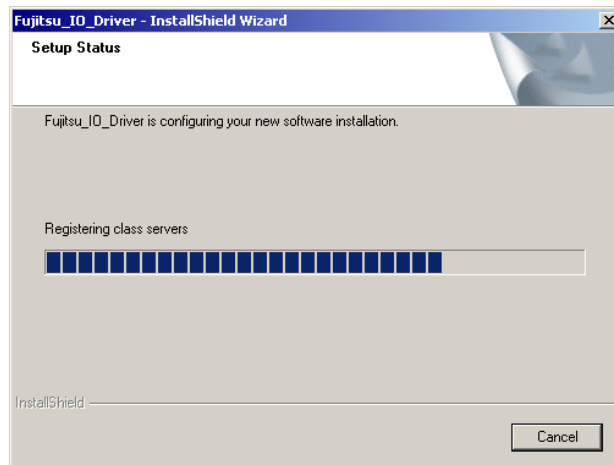 Fujitsu_IO_Driver - InstallShield Wizard
Setup Status
Fujitsu_IO_Driver is configuring your new software installation.
Registering class servers
InstallShield
Cancel